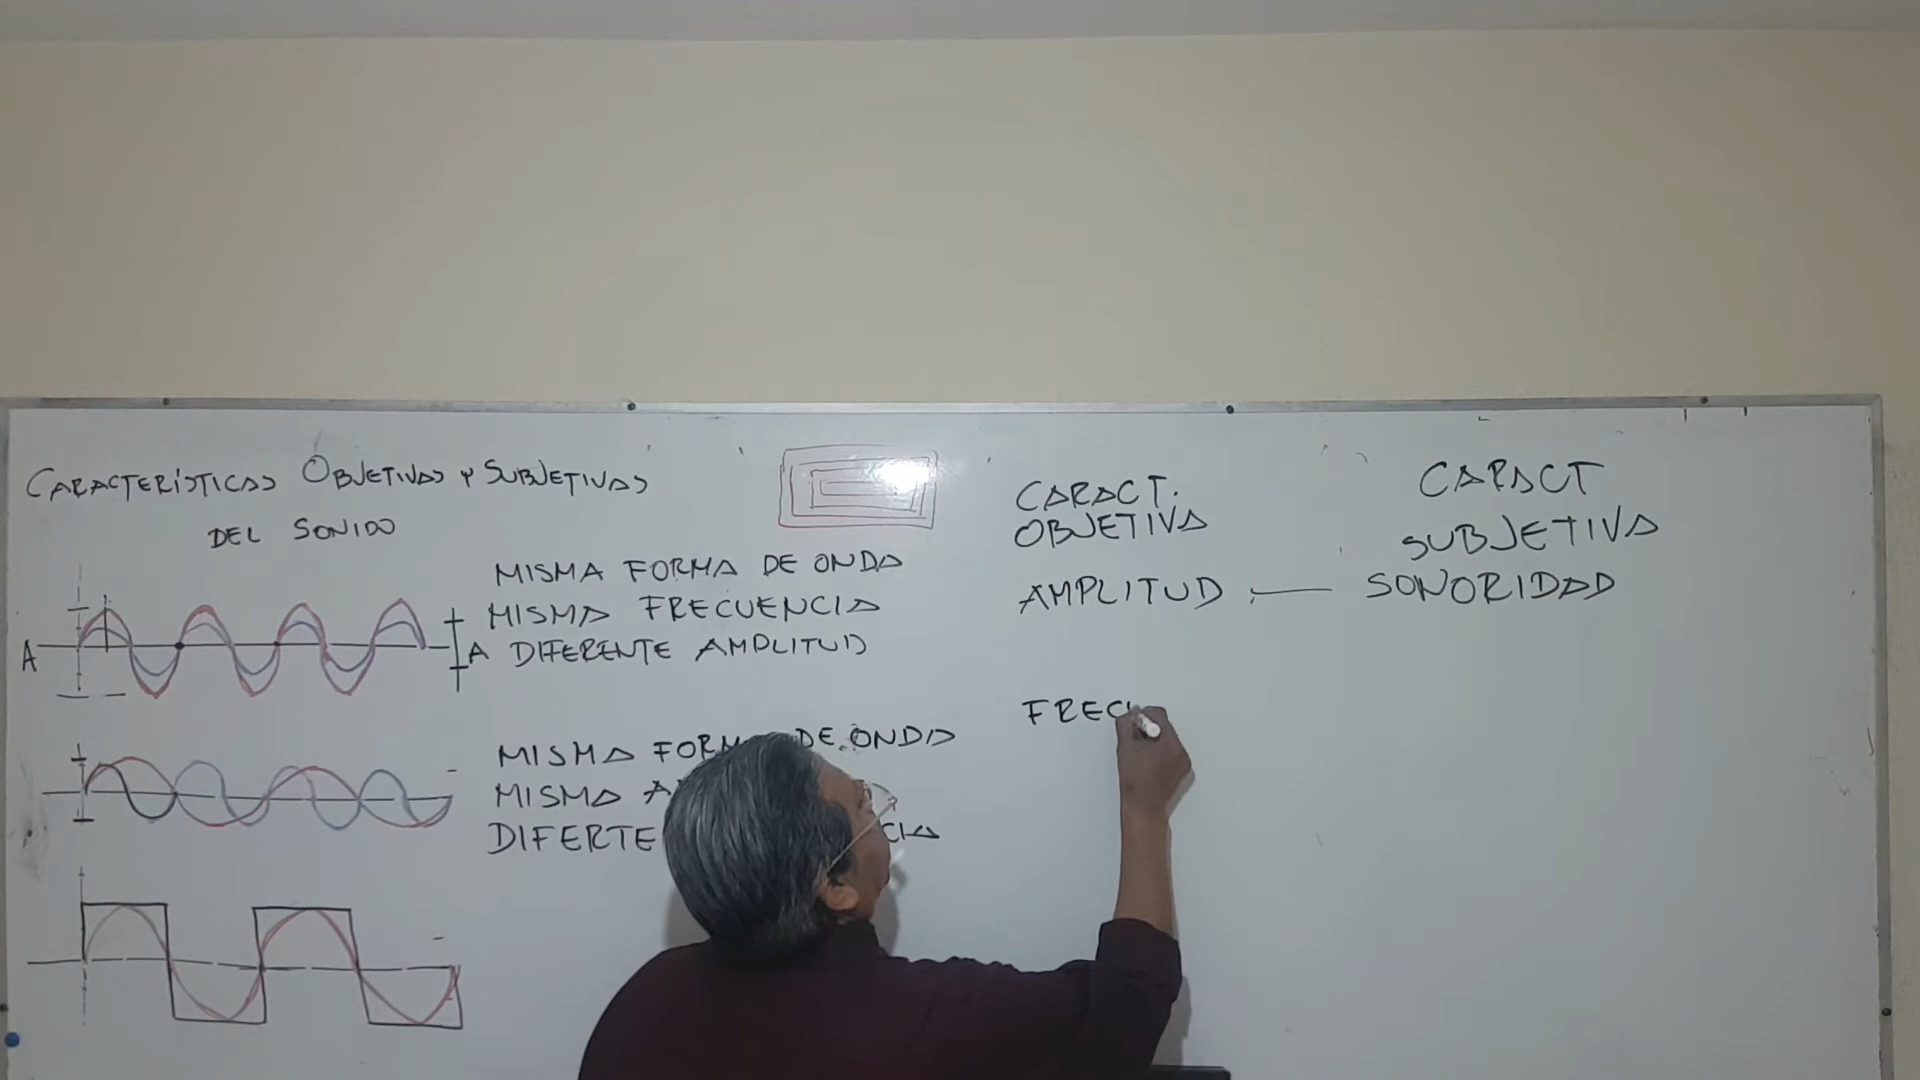 CARACTERÍSTICAS OBJETIVAS Y SUBJETIVAS
DEL SONIDO
MISMA FORMA DE ONDA
MISMA FRECUENCIA
A DIFERENTE AMPLITUD
A
MISMA DE ONDA
MISMA
DIFERTE
CARACT.
OBJETIVA
CARACT
SUBJETIVA
AMPLITUD — SONORIDAD
FREC